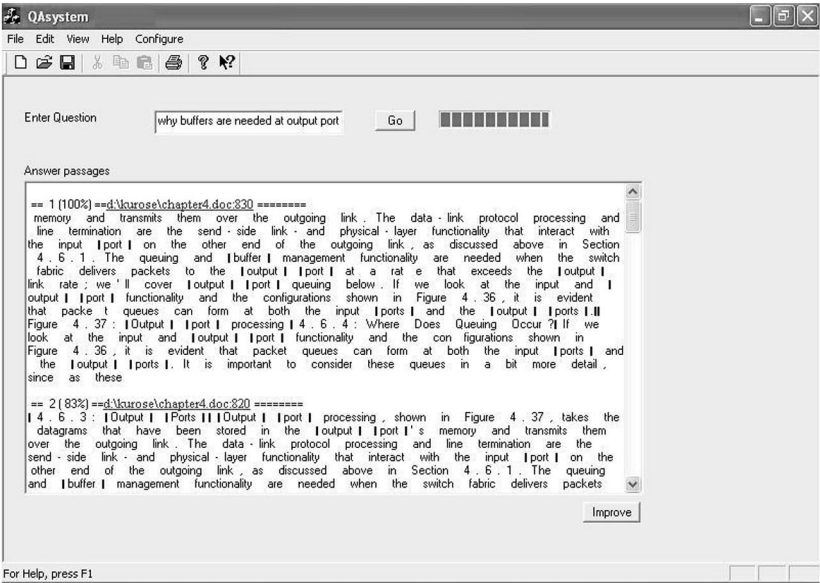 QAsystem
File Edit View Help Configure
Enter Question
why buffers are needed at output port
Go
Answer passages
== 1 (100%) ==d:\kurose\chapter4.doc:830 ========
memory and transmits them over the outgoing link . The data - link protocol processing and
line termination are the send - side link - and physical - layer functionality that interact with
the input ‖port‖ on the other end of the outgoing link , as discussed above in Section
4 . 6 . 1 . The queuing and ‖buffer‖ management functionality are needed when the switch
fabric delivers packets to the ‖output‖ ‖port‖ at a rat e that exceeds the ‖output‖
link rate ; we ' ll cover ‖output‖ ‖port‖ queuing below . If we look at the input and ‖
output‖ ‖port‖ functionality and the configurations shown in Figure 4 . 36 , it is evident
that packe t queues can form at both the input ‖ports‖ and the ‖output‖ ‖ports‖.‖
Figure 4 . 37 : ‖Output‖ ‖port‖ processing‖ 4 . 6 . 4 : Where Does Queuing Occur ?‖ If we
look at the input and ‖output‖ ‖port‖ functionality and the con figurations shown in
Figure 4 . 36 , it is evident that packet queues can form at both the input ‖ports‖ and
the ‖output‖ ‖ports‖ . It is important to consider these queues in a bit more detail ,
since as these
== 2 ( 83%) ==d:\kurose\chapter4.doc:820 ========
‖ 4 . 6 . 3 : ‖Output‖ ‖Ports‖‖ ‖Output‖ ‖port‖ processing , shown in Figure 4 . 37 , takes the
datagrams that have been stored in the ‖output‖ ‖port‖ ' s memory and transmits them
over the outgoing link . The data - link protocol processing and line termination are the
send - side link - and physical - layer functionality that interact with the input ‖port‖ on the
other end of the outgoing link , as discussed above in Section 4 . 6 . 1 . The queuing
and ‖buffer‖ management functionality are needed when the switch fabric delivers packets
Improve
For Help, press F1